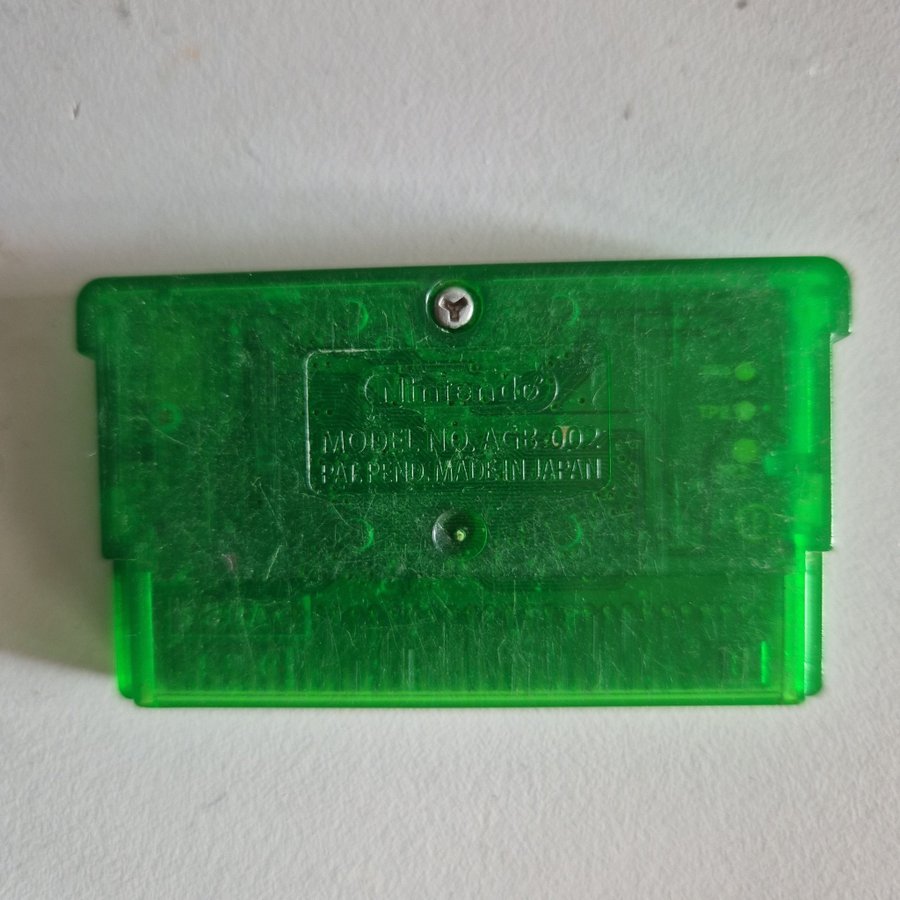 Nintendo
MODEL NO. AGB-002
PAT. PEND. MADE IN JAPAN